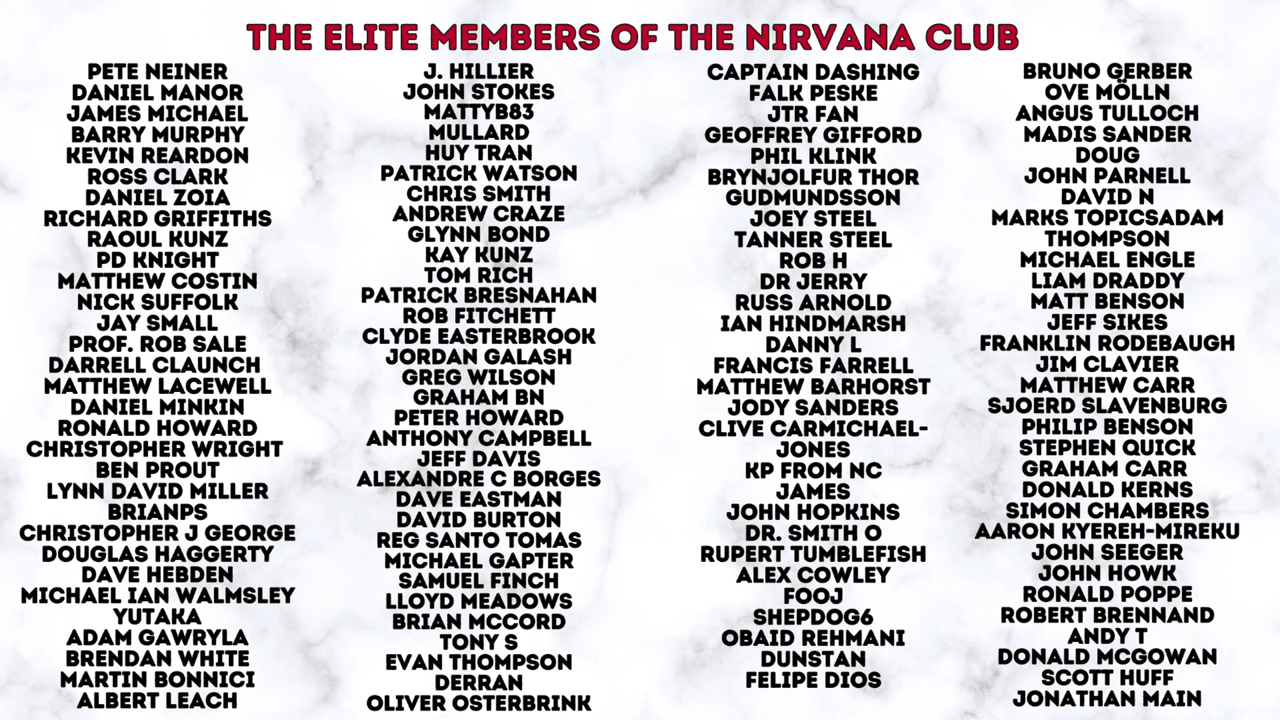 THE ELITE MEMBERS OF THE NIRVANA CLUB
PETE NEINER
DANIEL MANOR
JAMES MICHAEL
BARRY MURPHY
KEVIN REARDON
ROSS CLARK
DANIEL ZOIA
RICHARD GRIFFITHS
RAOUL KUNZ
PD KNIGHT
MATTHEW COSTIN
NICK SUFFOLK
JAY SMALL
PROF. ROB SALE
DARRELL CLAUNCH
MATTHEW LACEWELL
DANIEL MINKIN
RONALD HOWARD
CHRISTOPHER WRIGHT
BEN PROUT
LYNN DAVID MILLER
BRIANPS
CHRISTOPHER J GEORGE
DOUGLAS HAGGERTY
DAVE HEBDEN
MICHAEL IAN WALMSLEY
YUTAKA
ADAM GAWRYLA
BRENDAN WHITE
MARTIN BONNICI
ALBERT LEACH
J. HILLIER
JOHN STOKES
MATTYB83
MULLARD
HUY TRAN
PATRICK WATSON
CHRIS SMITH
ANDREW CRAZE
GLYNN BOND
KAY KUNZ
TOM RICH
PATRICK BRESNAHAN
ROB FITCHETT
CLYDE EASTERBROOK
JORDAN GALASH
GREG WILSON
GRAHAM BN
PETER HOWARD
ANTHONY CAMPBELL
JEFF DAVIS
ALEXANDRE C BORGES
DAVE EASTMAN
DAVID BURTON
REG SANTO TOMAS
MICHAEL GAPTER
SAMUEL FINCH
LLOYD MEADOWS
BRIAN MCCORD
TONY S
EVAN THOMPSON
DERRAN
OLIVER OSTERBRINK
CAPTAIN DASHING
FALK PESKE
JTR FAN
GEOFFREY GIFFORD
PHIL KLINK
BRYNJOLFUR THOR
GUDMUNDSSON
JOEY STEEL
TANNER STEEL
ROB H
DR JERRY
RUSS ARNOLD
IAN HINDMARSH
DANNY L
FRANCIS FARRELL
MATTHEW BARHORST
JODY SANDERS
CLIVE CARMICHAEL-
JONES
KP FROM NC
JAMES
JOHN HOPKINS
DR. SMITH O
RUPERT TUMBLEFISH
ALEX COWLEY
FOOJ
SHEPDOG6
OBAID REHMANI
DUNSTAN
FELIPE DIOS
BRUNO GERBER
OVE MÖLLN
ANGUS TULLOCH
MADIS SANDER
DOUG
JOHN PARNELL
DAVID N
MARKS TOPICSADAM
THOMPSON
MICHAEL ENGLE
LIAM DRADDY
MATT BENSON
JEFF SIKES
FRANKLIN RODEBAUGH
JIM CLAVIER
MATTHEW CARR
SJOERD SLAVENBURG
PHILIP BENSON
STEPHEN QUICK
GRAHAM CARR
DONALD KERNS
SIMON CHAMBERS
AARON KYEREH-MIREKU
JOHN SEEGER
JOHN HOWK
RONALD POPPE
ROBERT BRENNAND
ANDY T
DONALD MCGOWAN
SCOTT HUFF
JONATHAN MAIN